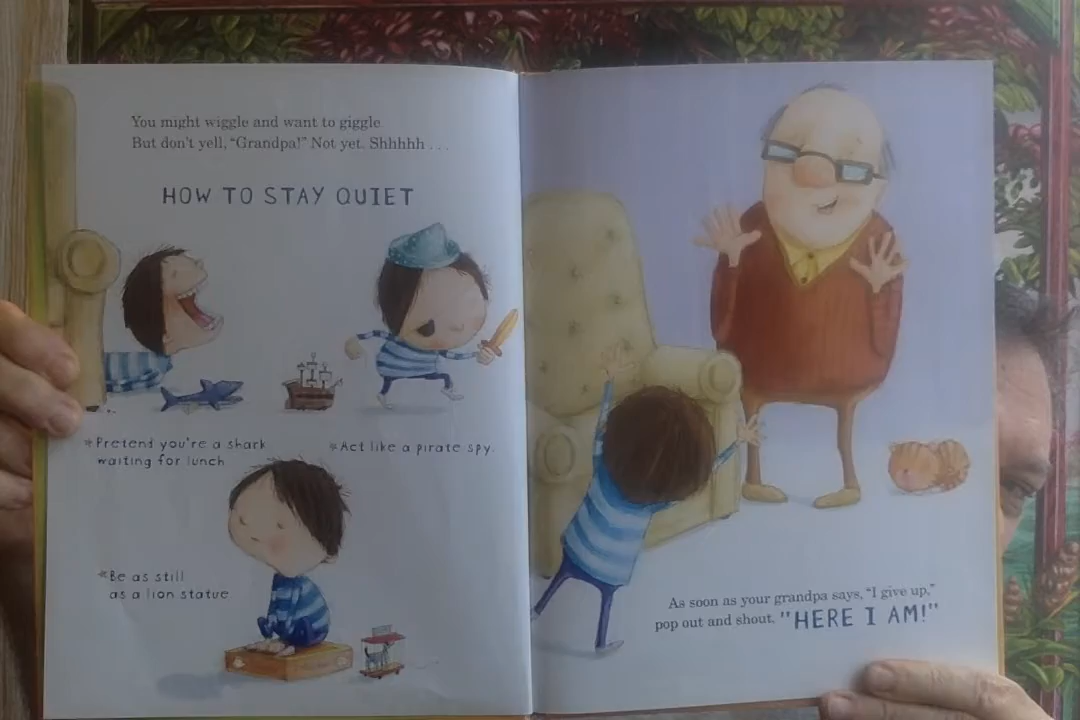 You might wiggle and want to giggle.
But don't yell, "Grandpa!" Not yet. Shhhhh . . .
HOW TO STAY QUIET
*Pretend you're a shark
waiting for lunch
*Act like a pirate spy.
*Be as still
as a lion statue
As soon as your grandpa says, "I give up,"
pop out and shout, "HERE I AM!"